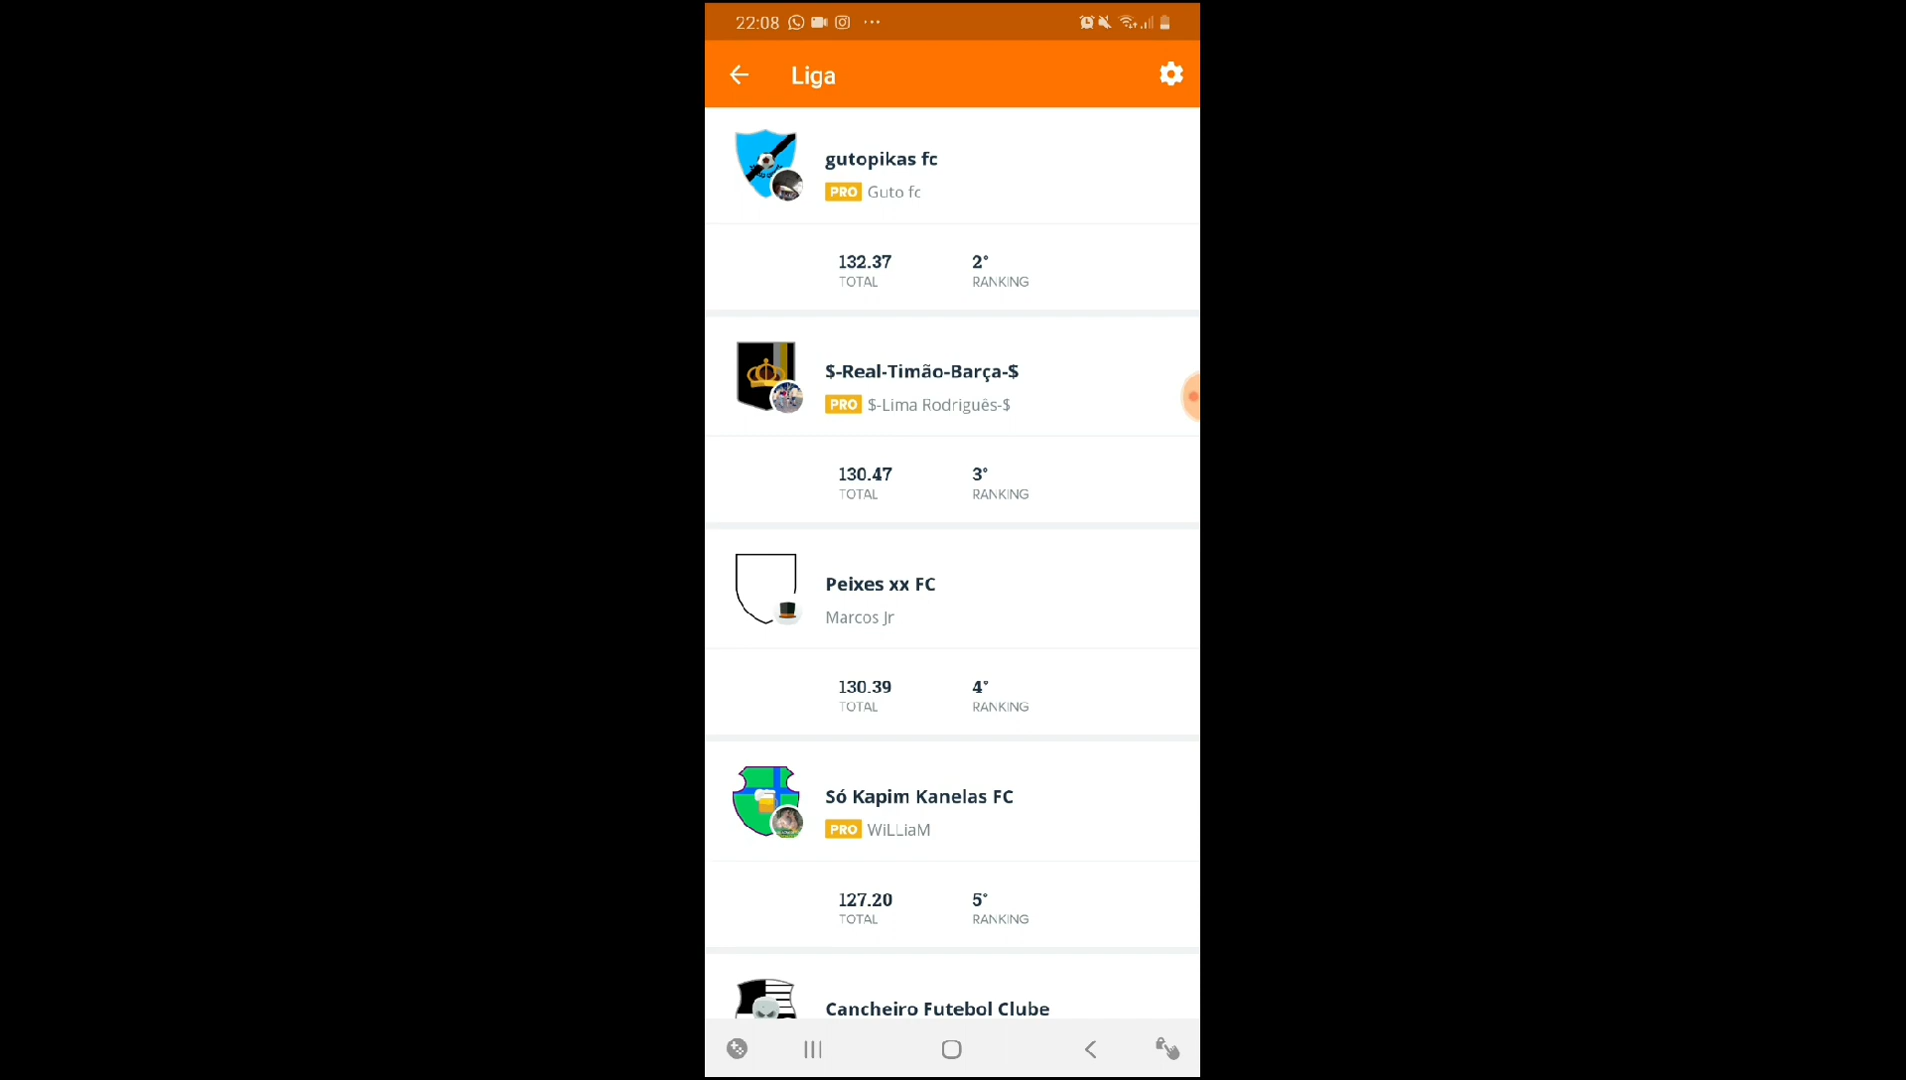 22:08
Liga
gutopikas fc
PRO Guto fc
132.37 2°
TOTAL RANKING
$-Real-Timão-Barça-$
PRO $-Lima Rodriguês-$
130.47 3°
TOTAL RANKING
Peixes xx FC
Marcos Jr
130.39 4°
TOTAL RANKING
Só Kapim Kanelas FC
PRO WiLLiaM
127.20 5°
TOTAL RANKING
Cancheiro Futebol Clube